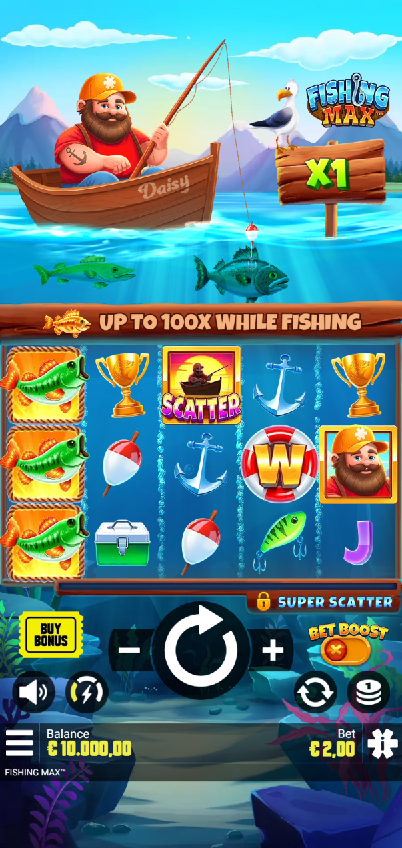 FISHING
MAX™
X1
Daisy
UP TO 100X WHILE FISHING
SCATTER
W
J
SUPER SCATTER
BUY
BONUS
BET BOOST
Balance
€ 10.000,00
Bet
€ 2,00
FISHING MAX™